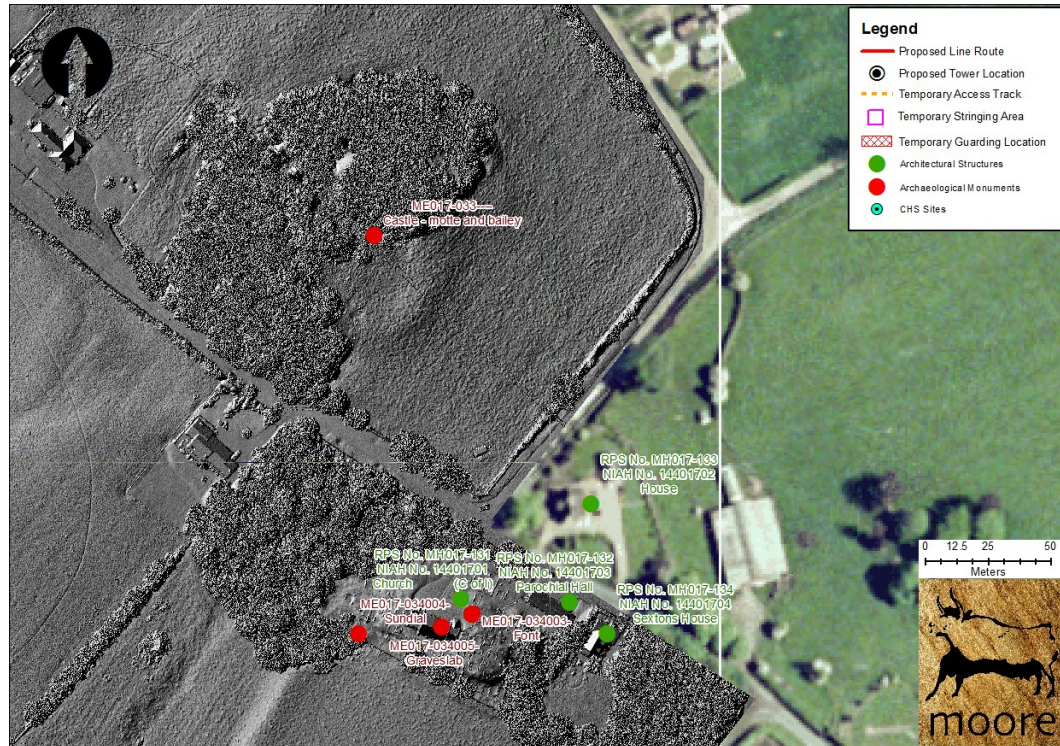 Legend
Proposed Line Route
Proposed Tower Location
Temporary Access Track
Temporary Stringing Area
Temporary Guarding Location
Architectural Structures
Archaeological Monuments
CHS Sites
ME017-033----
Castle - motte and bailey
RPS No. MH017-133
NIAH No. 14401702
House
RPS No. MH017-131
NIAH No. 14401701
Church (C of I)
RPS No. MH017-132
NIAH No. 14401703
Parochial Hall
RPS No. MH017-134
NIAH No. 14401704
Sextons House
ME017-034004-
Sundial
ME017-034003-
Font
ME017-034005-
Graveslab
0 12.5 25 50
Meters
moore